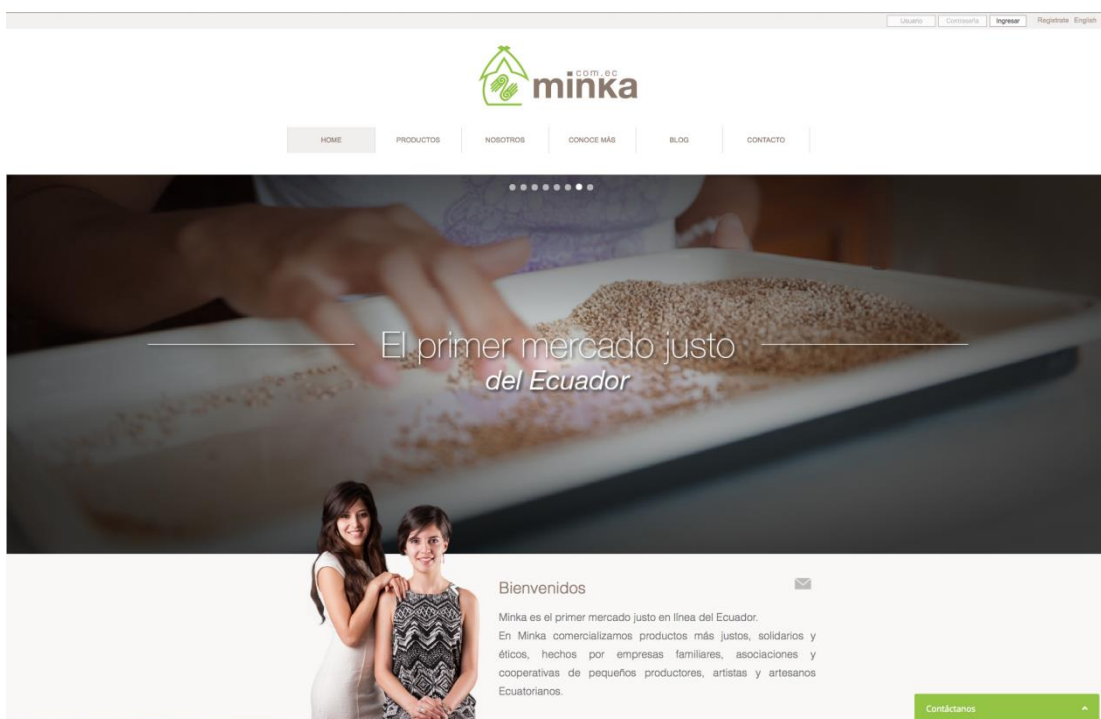 Usuario Contraseña Ingresar Registrate English
com.ec
minka
HOME PRODUCTOS NOSOTROS CONOCE MÁS BLOG CONTACTO
El primer mercado justo
del Ecuador
Bienvenidos
Minka es el primer mercado justo en línea del Ecuador.
En Minka comercializamos productos más justos, solidarios y
éticos, hechos por empresas familiares, asociaciones y
cooperativas de pequeños productores, artistas y artesanos
Ecuatorianos.
Contáctanos